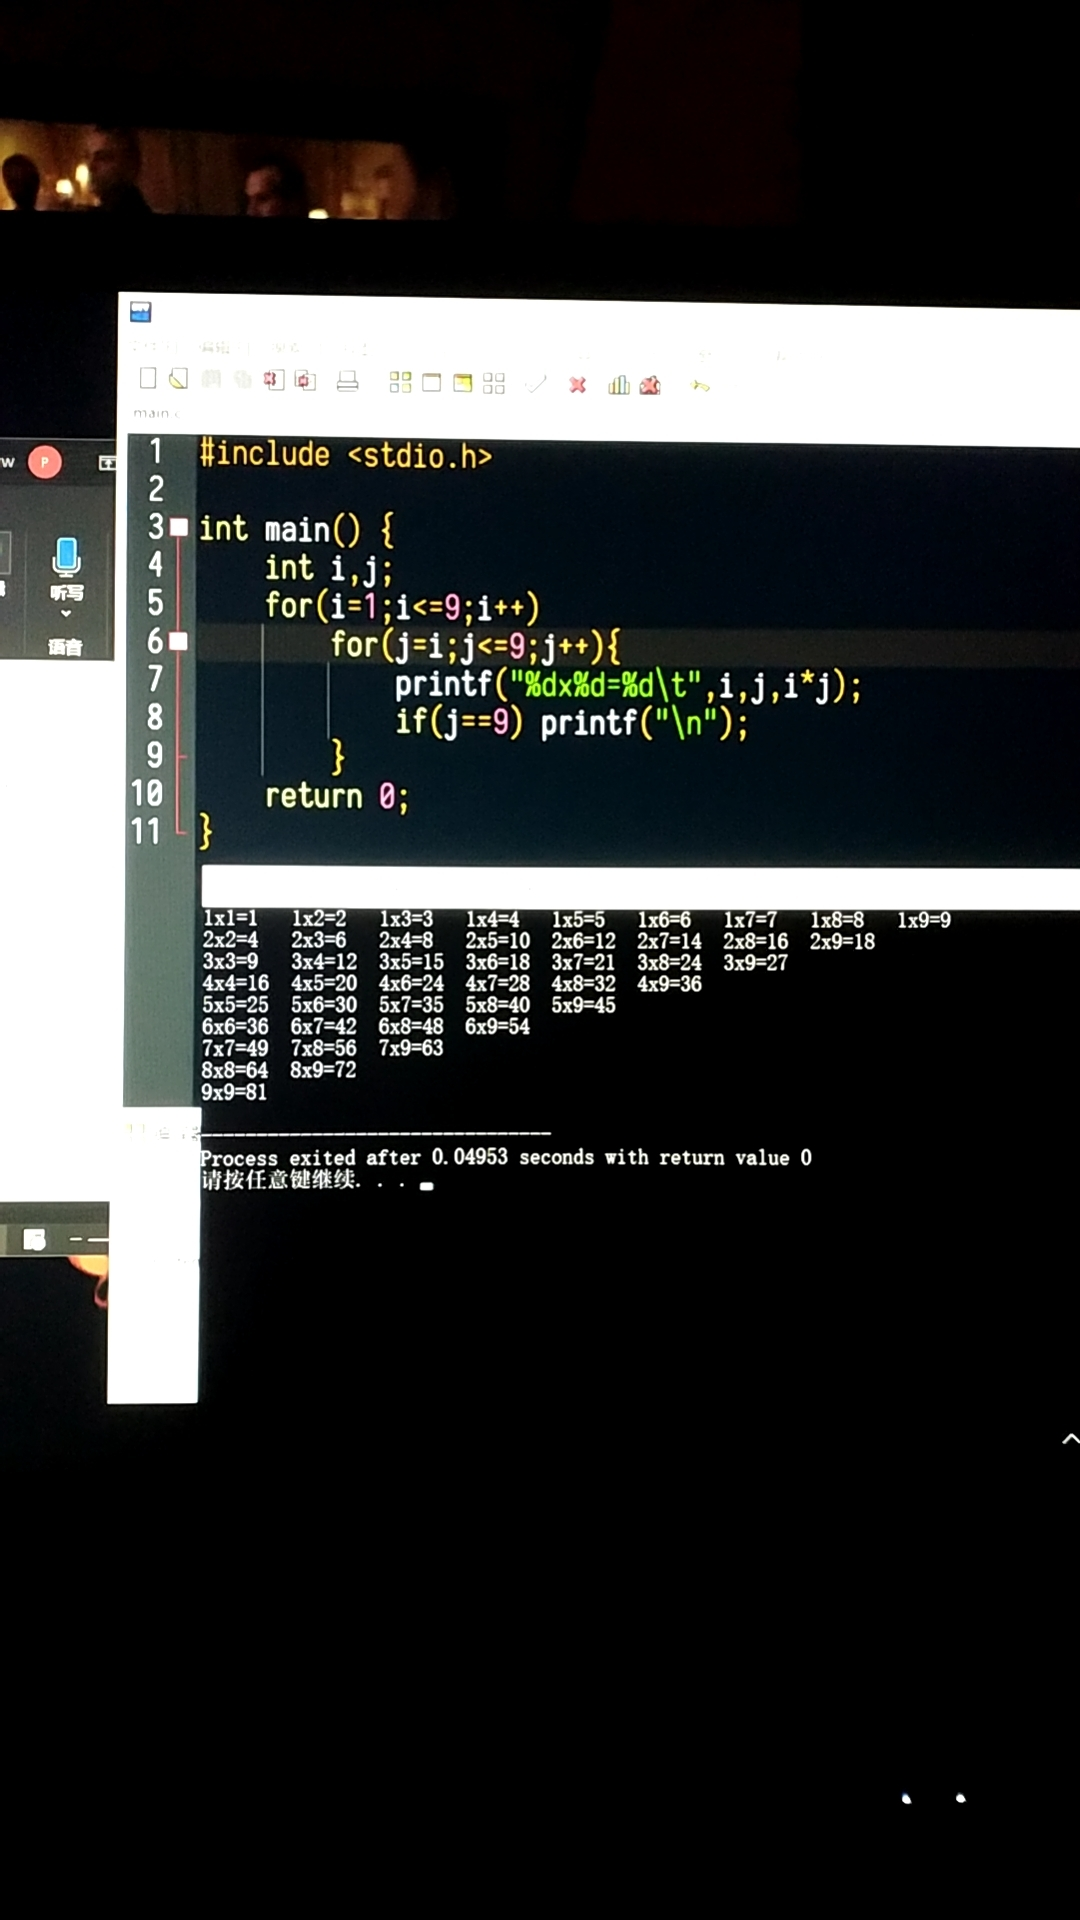 main.c
W
P
听写
语音
1 #include <stdio.h>
2
3 int main() {
4 int i,j;
5 for(i=1;i<=9;i++)
6 for(j=i;j<=9;j++){
7 printf("%dx%d=%d\t",i,j,i*j);
8 if(j==9) printf("\n");
9 }
10 return 0;
11 }
1x1=1 1x2=2 1x3=3 1x4=4 1x5=5 1x6=6 1x7=7 1x8=8 1x9=9
2x2=4 2x3=6 2x4=8 2x5=10 2x6=12 2x7=14 2x8=16 2x9=18
3x3=9 3x4=12 3x5=15 3x6=18 3x7=21 3x8=24 3x9=27
4x4=16 4x5=20 4x6=24 4x7=28 4x8=32 4x9=36
5x5=25 5x6=30 5x7=35 5x8=40 5x9=45
6x6=36 6x7=42 6x8=48 6x9=54
7x7=49 7x8=56 7x9=63
8x8=64 8x9=72
9x9=81
--------------------------------
Process exited after 0.04953 seconds with return value 0
请按任意键继续. . .